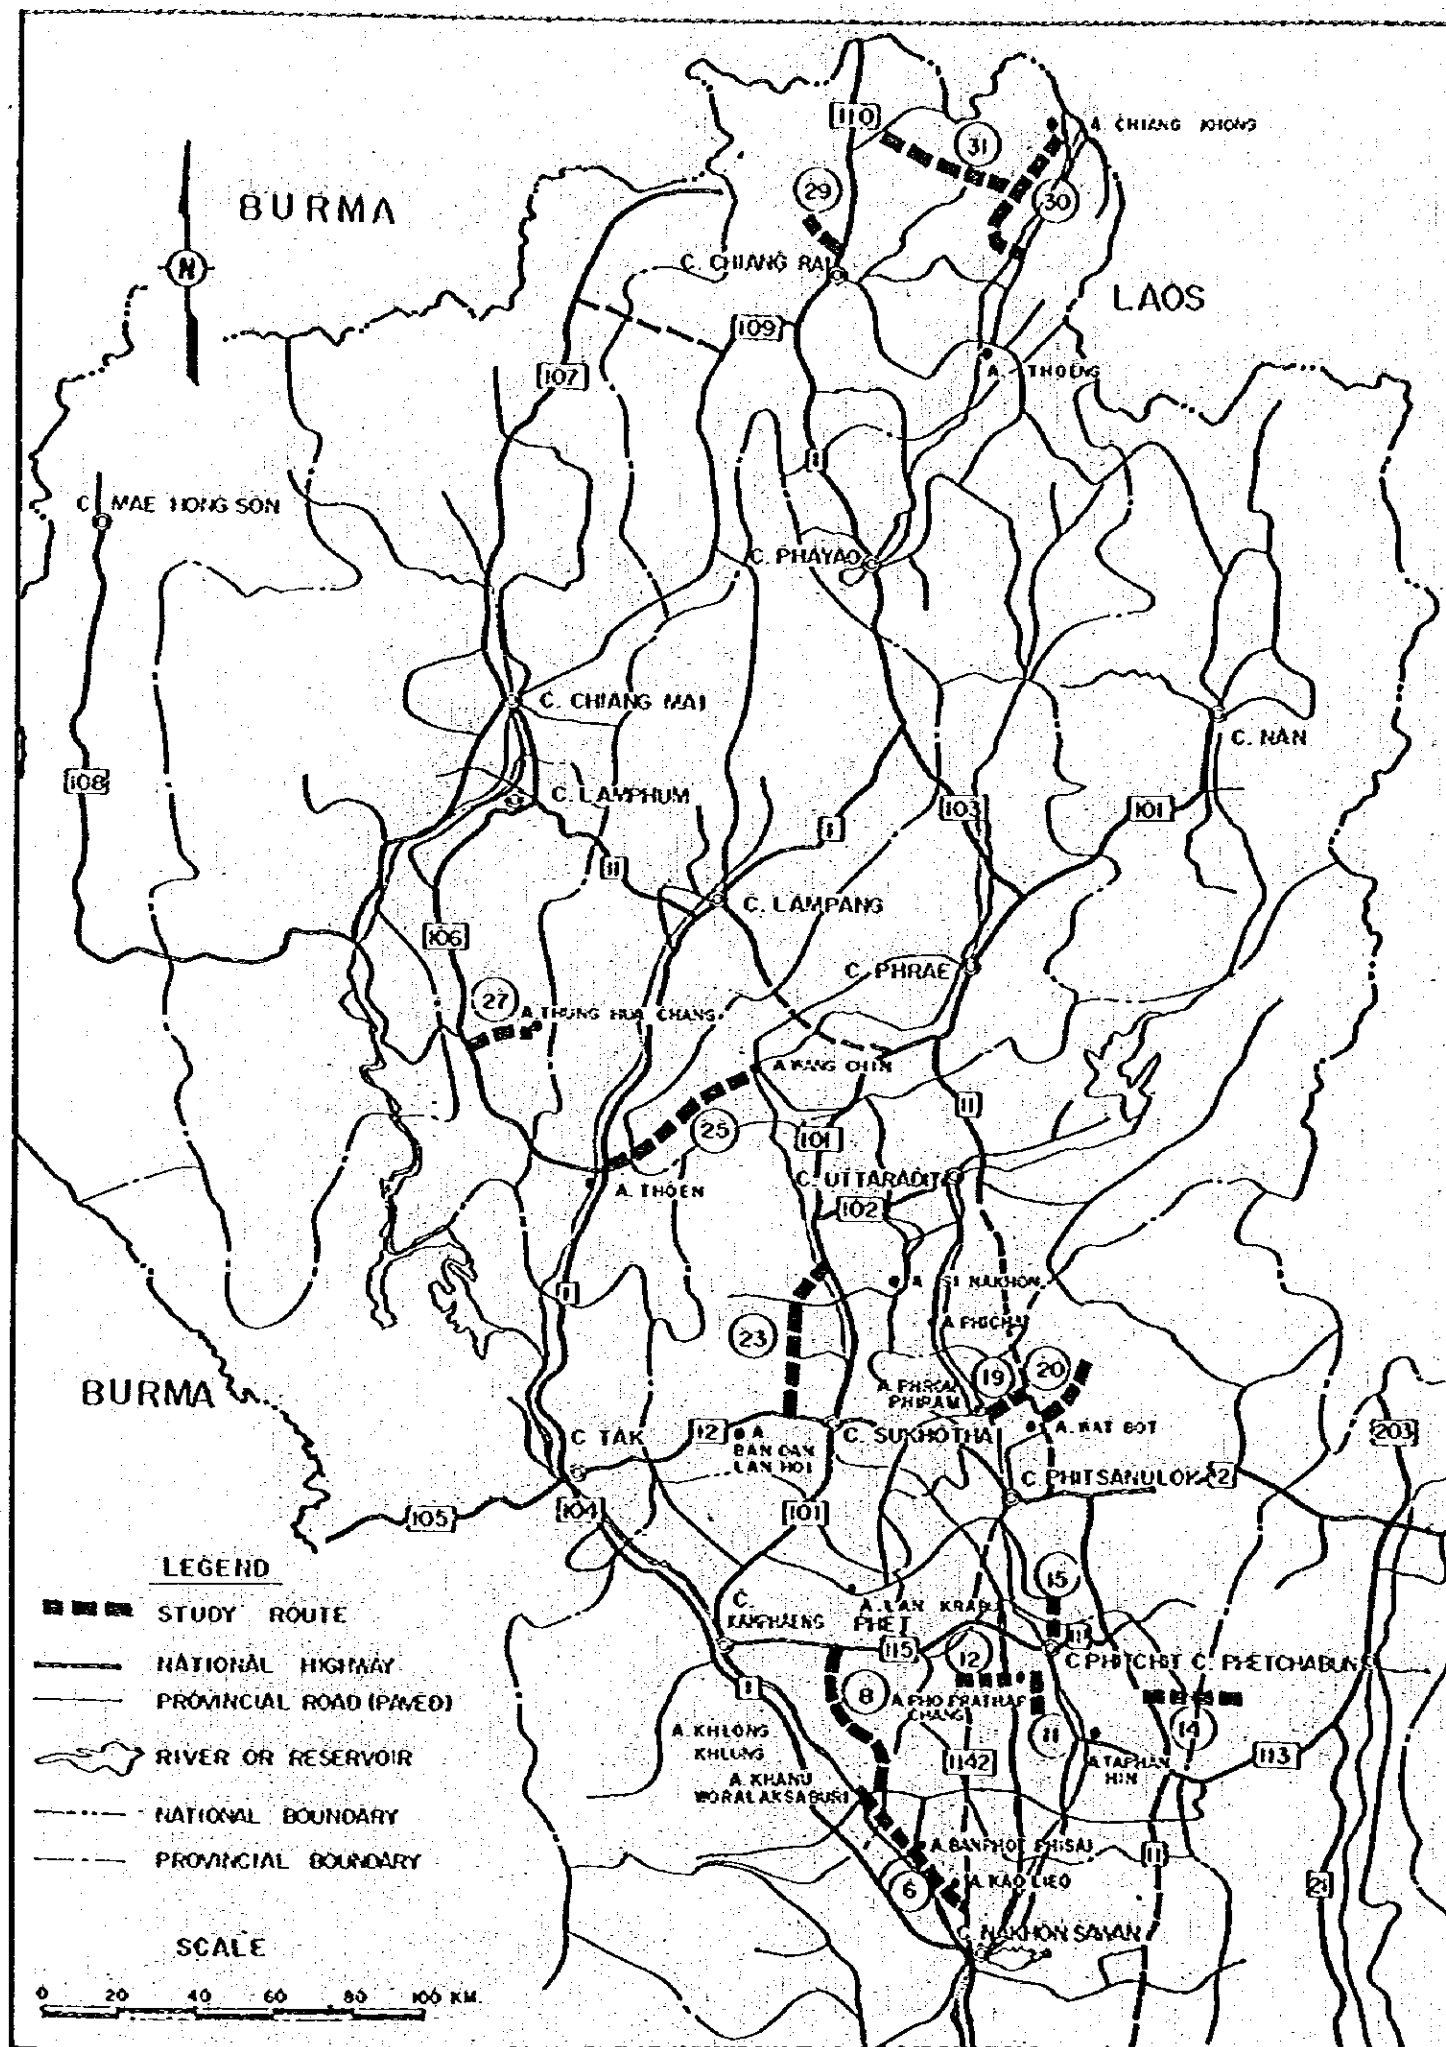 110
A. CHIANG KHONG
31
29
30
BURMA
N
C. CHIANG RAI
LAOS
109
107
A. THOENG
1
C. MAE HONG SON
C. PHAYAO
C. CHIANG MAI
C. NAN
108
C. LAMPHUM
103
101
1
11
C. LAMPANG
106
C. PHRAE
27
A. THUNG HUA CHANG
A WANG CHIN
11
25
101
C. UTTARADIT
A. THOEN
102
A SI NAKHON
1
A PHICHAI
23
19
20
BURMA
A. PHROM
PHIRAM
12
A.
BAN DAN
LAN HOI
C. SUKHOTHA
A. WAT BOT
203
C TAK
C. PHITSANULOK
12
105
104
101
LEGEND
STUDY ROUTE
NATIONAL HIGHWAY
PROVINCIAL ROAD (PAVED)
RIVER OR RESERVOIR
NATIONAL BOUNDARY
PROVINCIAL BOUNDARY
15
A. LAN KRABU
C.
KAMPHAENG
PHET
115
11
12
C. PHITCHIT
C. PHETCHABUN
1
8
A. PHO PRATHAP
CHANG
14
11
A. KHLONG
KHLUNG
1142
A. TAPHAN
HIN
113
A. KHANU
WORALAKSABURI
A. BANPHOT PHISAI
11
6
A. KAO LIEO
21
C. NAKHON SAWAN
SCALE
0 20 40 60 80 100 KM.